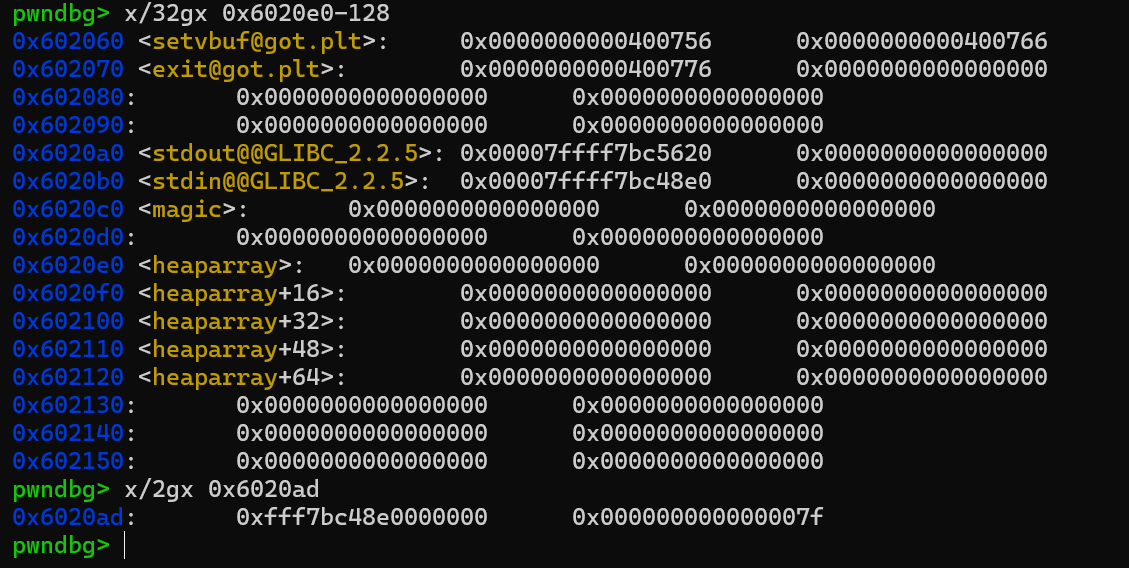 pwndbg> x/32gx 0x6020e0-128
0x602060 <setvbuf@got.plt>: 0x0000000000400756 0x0000000000400766
0x602070 <exit@got.plt>: 0x0000000000400776 0x0000000000000000
0x602080: 0x0000000000000000 0x0000000000000000
0x602090: 0x0000000000000000 0x0000000000000000
0x6020a0 <stdout@@GLIBC_2.2.5>: 0x00007ffff7bc5620 0x0000000000000000
0x6020b0 <stdin@@GLIBC_2.2.5>: 0x00007ffff7bc48e0 0x0000000000000000
0x6020c0 <magic>: 0x0000000000000000 0x0000000000000000
0x6020d0: 0x0000000000000000 0x0000000000000000
0x6020e0 <heaparray>: 0x0000000000000000 0x0000000000000000
0x6020f0 <heaparray+16>: 0x0000000000000000 0x0000000000000000
0x602100 <heaparray+32>: 0x0000000000000000 0x0000000000000000
0x602110 <heaparray+48>: 0x0000000000000000 0x0000000000000000
0x602120 <heaparray+64>: 0x0000000000000000 0x0000000000000000
0x602130: 0x0000000000000000 0x0000000000000000
0x602140: 0x0000000000000000 0x0000000000000000
0x602150: 0x0000000000000000 0x0000000000000000
pwndbg> x/2gx 0x6020ad
0x6020ad: 0xfff7bc48e0000000 0x000000000000007f
pwndbg>